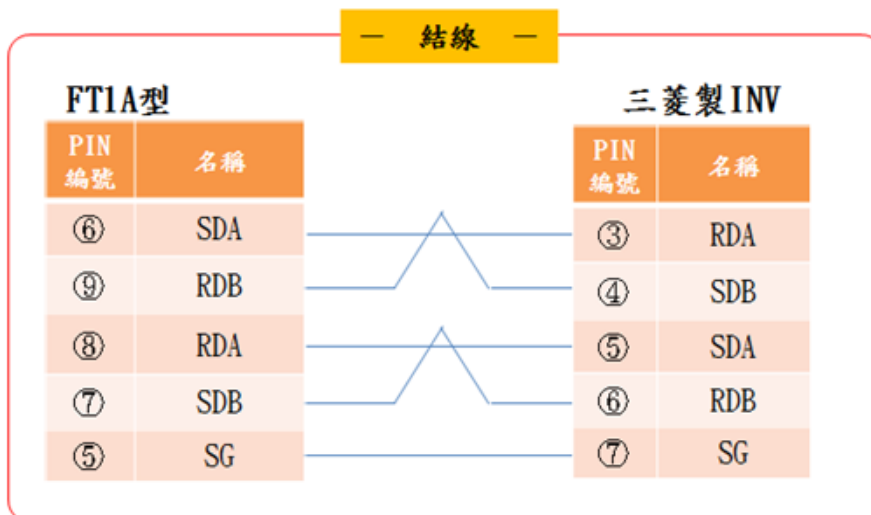 － 結線 －
FT1A型
三菱製INV
PIN
編號
名稱
PIN
編號
名稱
⑥ SDA
③ RDA
⑨ RDB
④ SDB
⑧ RDA
⑤ SDA
⑦ SDB
⑥ RDB
⑤ SG
⑦ SG